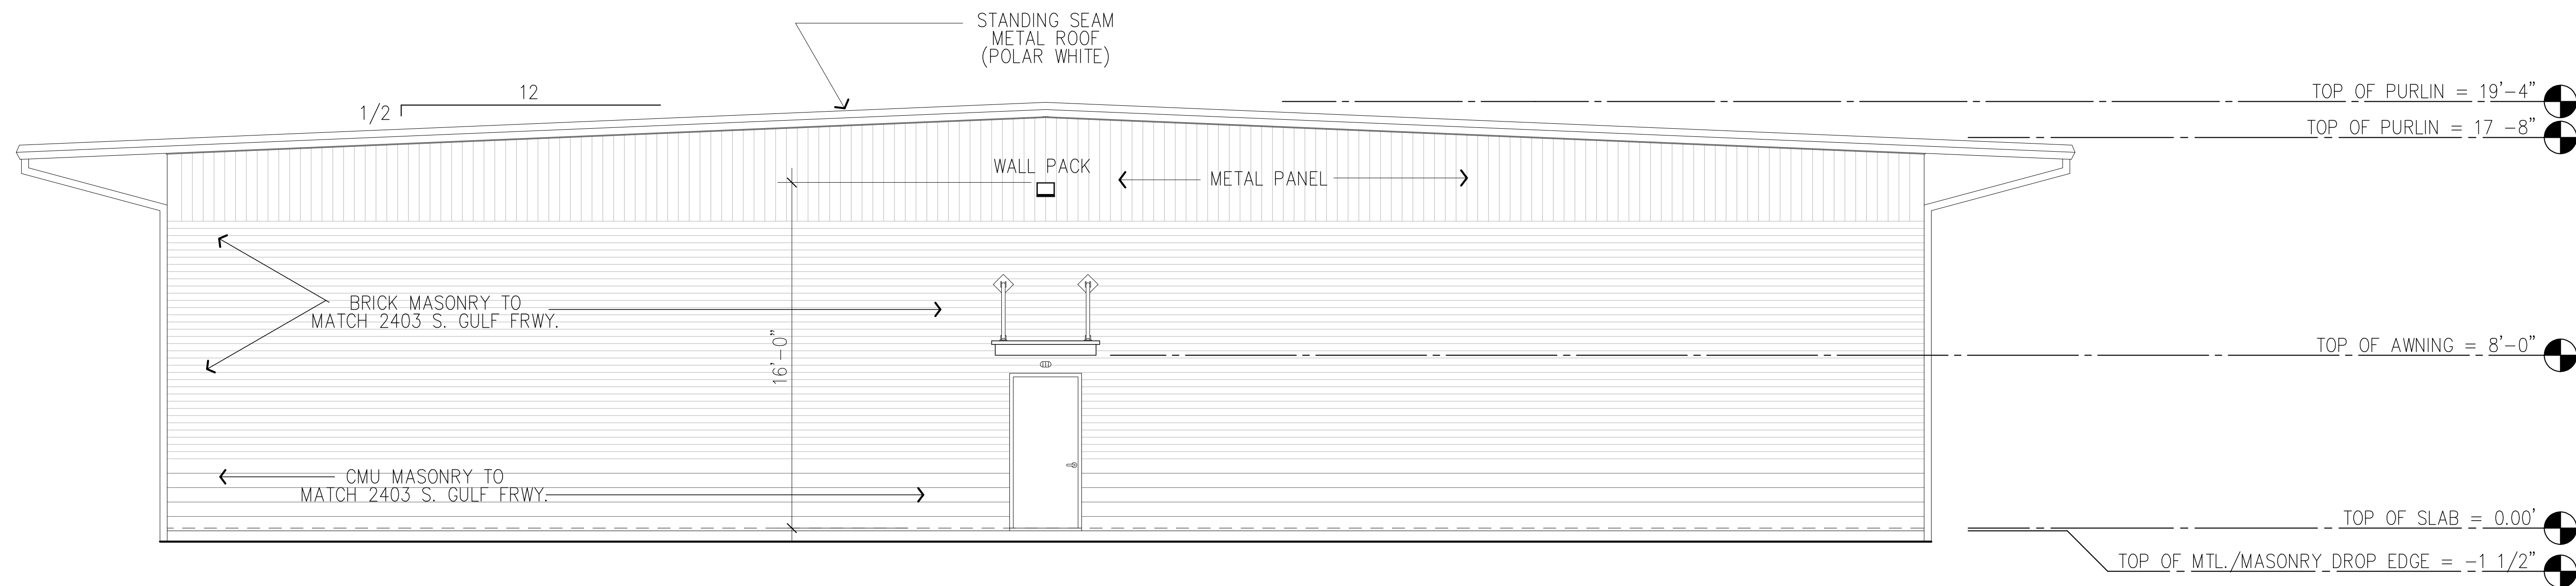 STANDING SEAM
METAL ROOF
(POLAR WHITE)
12
1/2
TOP OF PURLIN = 19'-4"
TOP OF PURLIN = 17 -8"
WALL PACK
METAL PANEL
BRICK MASONRY TO
MATCH 2403 S. GULF FRWY.
16'-0"
TOP OF AWNING = 8'-0"
CMU MASONRY TO
MATCH 2403 S. GULF FRWY.
TOP OF SLAB = 0.00'
TOP OF MTL./MASONRY DROP EDGE = -1 1/2"